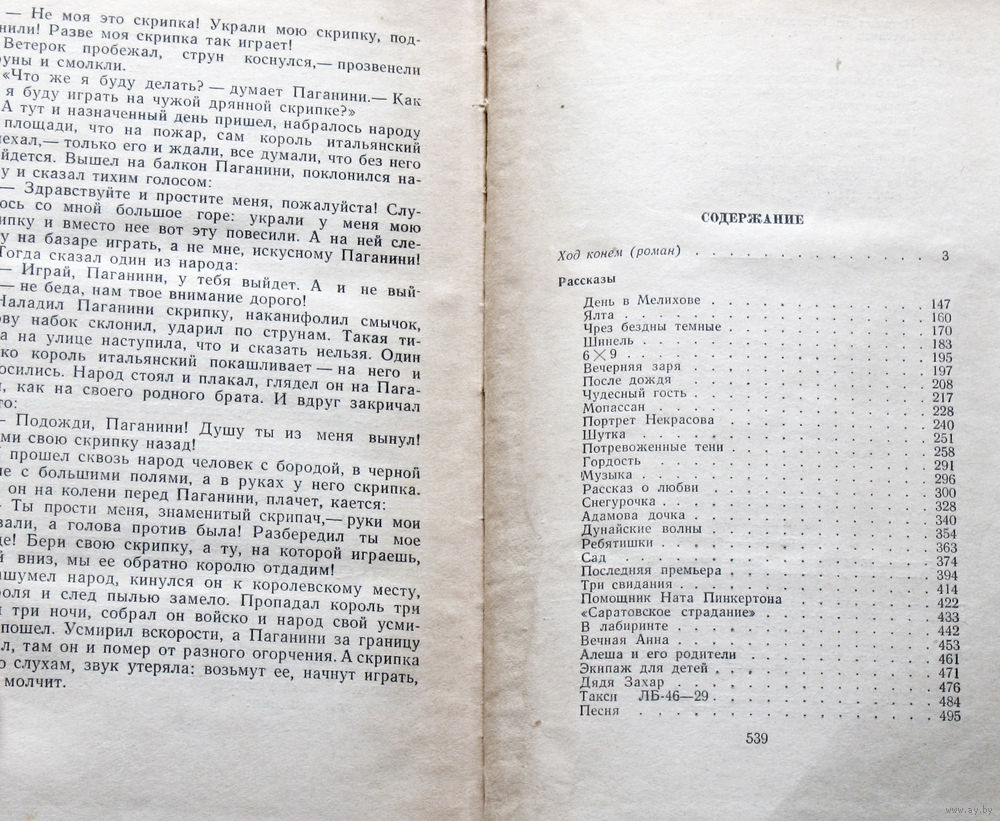 — Не моя это скрипка! Украли мою скрипку, под-
нили! Разве моя скрипка так играет!
Ветерок пробежал, струн коснулся,— прозвенели
уны и смолкли.
«Что же я буду делать? — думает Паганини.— Как
я буду играть на чужой дрянной скрипке?»
А тут и назначенный день пришел, набралось народу
площади, что на пожар, сам король итальянский
иехал,— только его и ждали, все думали, что без него
йдется. Вышел на балкон Паганини, поклонился на-
у и сказал тихим голосом:
— Здравствуйте и простите меня, пожалуйста! Слу-
ось со мной большое горе: украли у меня мою
рипку и вместо нее вот эту повесили. А на ней сле-
у на базаре играть, а не мне, искусному Паганини!
Тогда сказал один из народа:
— Играй, Паганини, у тебя выйдет. А и не вый-
— не беда, нам твое внимание дорого!
Наладил Паганини скрипку, наканифолил смычок,
ову набок склонил, ударил по струнам. Такая ти-
а на улице наступила, что и сказать нельзя. Один
ко король итальянский покашливает — на него и
осились. Народ стоял и плакал, глядел он на Пага-
и, как на своего родного брата. И вдруг закричал
то:
— Подожди, Паганини! Душу ты из меня вынул!
ми свою скрипку назад!
прошел сквозь народ человек с бородой, в черной
пе с большими полями, а в руках у него скрипка.
он на колени перед Паганини, плачет, кается:
Ты прости меня, знаменитый скрипач,— руки мои
вали, а голова против была! Разбередил ты мое
це! Бери свою скрипку, а ту, на которой играешь,
й вниз, мы ее обратно королю отдадим!
ашумел народ, кинулся он к королевскому месту,
роля и след пылью замело. Пропал король три
и три ночи, собрал он войско и народ свой усми-
пошел. Усмирил вскорости, а Паганини за границу
л, там он и помер от разного огорчения. А скрипка
о слухам, звук утеряла: возьмут ее, начнут играть,
молчит.
СОДЕРЖАНИЕ
Ход конем (роман) . . . . . . . . . . . . 3
Рассказы
День в Мелихове . . . . . . . . . . . . 147
Ялта . . . . . . . . . . . . 160
Чрез бездны темные . . . . . . . . . . . . 170
Шинель . . . . . . . . . . . . 183
6 × 9 . . . . . . . . . . . . 195
Вечерняя заря . . . . . . . . . . . . 197
После дождя . . . . . . . . . . . . 208
Чудесный гость . . . . . . . . . . . . 217
Мопассан . . . . . . . . . . . . 228
Портрет Некрасова . . . . . . . . . . . . 240
Шутка . . . . . . . . . . . . 251
Потревоженные тени . . . . . . . . . . . . 258
Гордость . . . . . . . . . . . . 291
Музыка . . . . . . . . . . . . 296
Рассказ о любви . . . . . . . . . . . . 300
Снегурочка . . . . . . . . . . . . 328
Адамова дочка . . . . . . . . . . . . 340
Дунайские волны . . . . . . . . . . . . 354
Ребятишки . . . . . . . . . . . . 363
Сад . . . . . . . . . . . . 374
Последняя премьера . . . . . . . . . . . . 394
Три свидания . . . . . . . . . . . . 414
Помощник Ната Пинкертона . . . . . . . . . . . . 422
«Саратовское страдание» . . . . . . . . . . . . 433
В лабиринте . . . . . . . . . . . . 442
Вечная Анна . . . . . . . . . . . . 453
Алеша и его родители . . . . . . . . . . . . 461
Экипаж для детей . . . . . . . . . . . . 471
Дядя Захар . . . . . . . . . . . . 476
Такси ЛБ-46—29 . . . . . . . . . . . . 484
Песня . . . . . . . . . . . . 495
539
www.ay.by